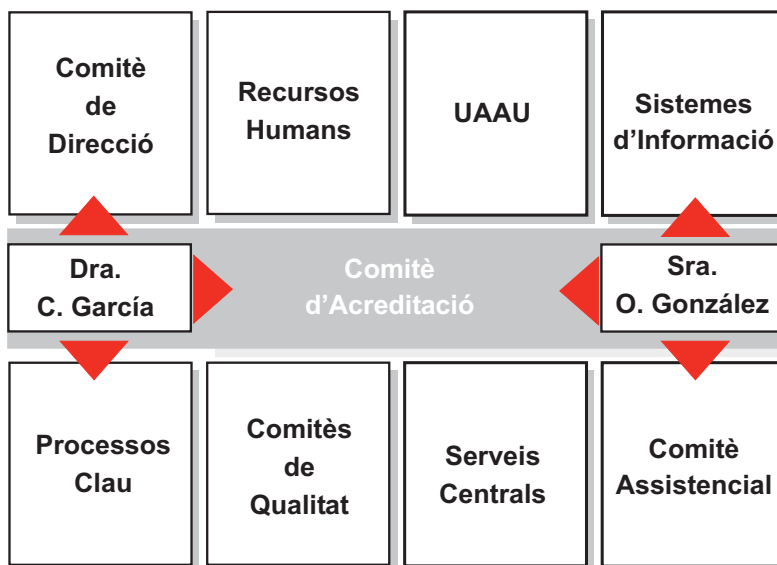 Comitè
de
Direcció
Recursos
Humans
UAAU
Sistemes
d’Informació
Dra.
C. García
Comitè
d’Acreditació
Sra.
O. González
Processos
Clau
Comitès
de
Qualitat
Serveis
Centrals
Comitè
Assistencial